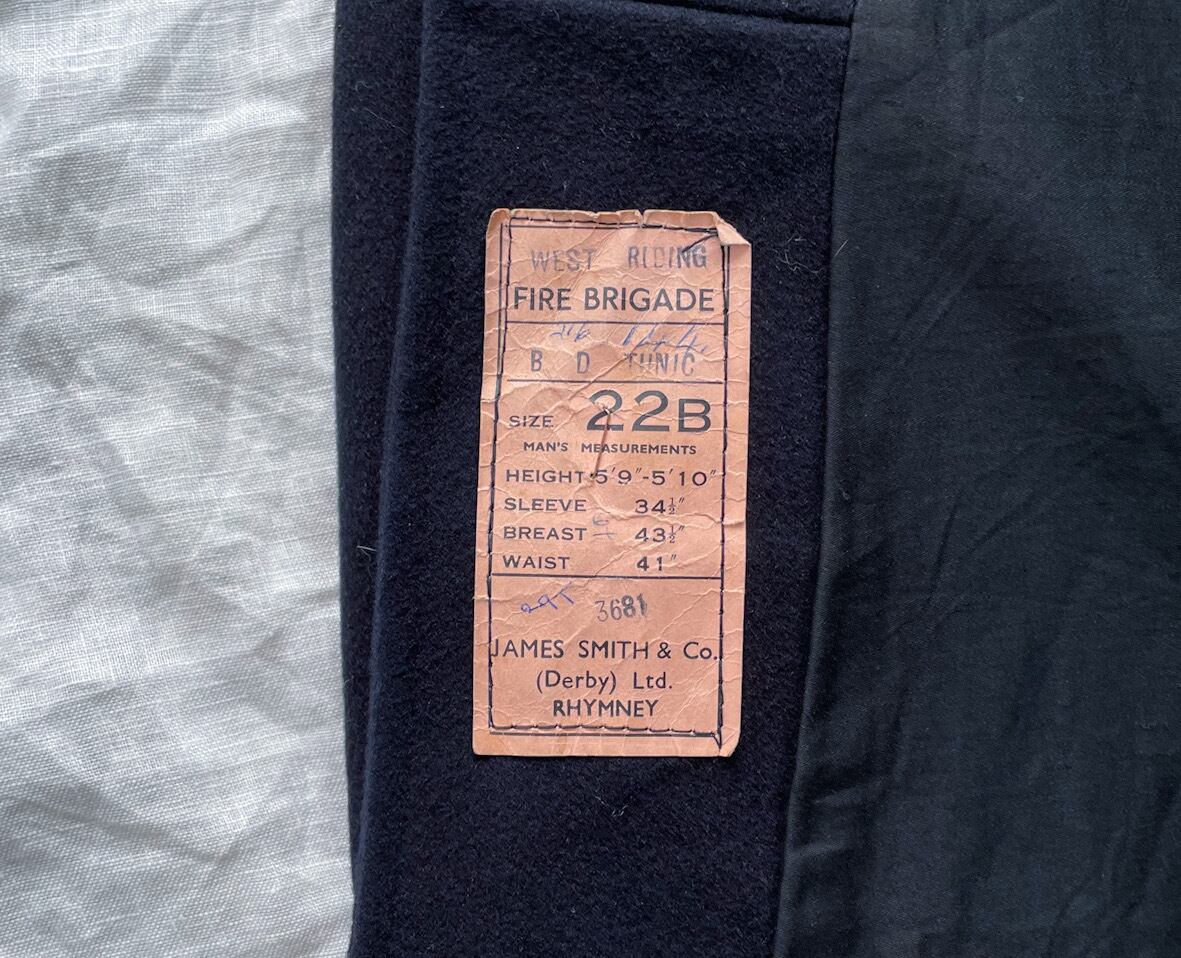 WEST RIDING
FIRE BRIGADE
B D TUNIC
SIZE 22B
MAN'S MEASUREMENTS
HEIGHT 5'9"-5'10"
SLEEVE 34½"
BREAST 43½"
WAIST 41"
3681
JAMES SMITH & Co.
(Derby) Ltd.
RHYMNEY